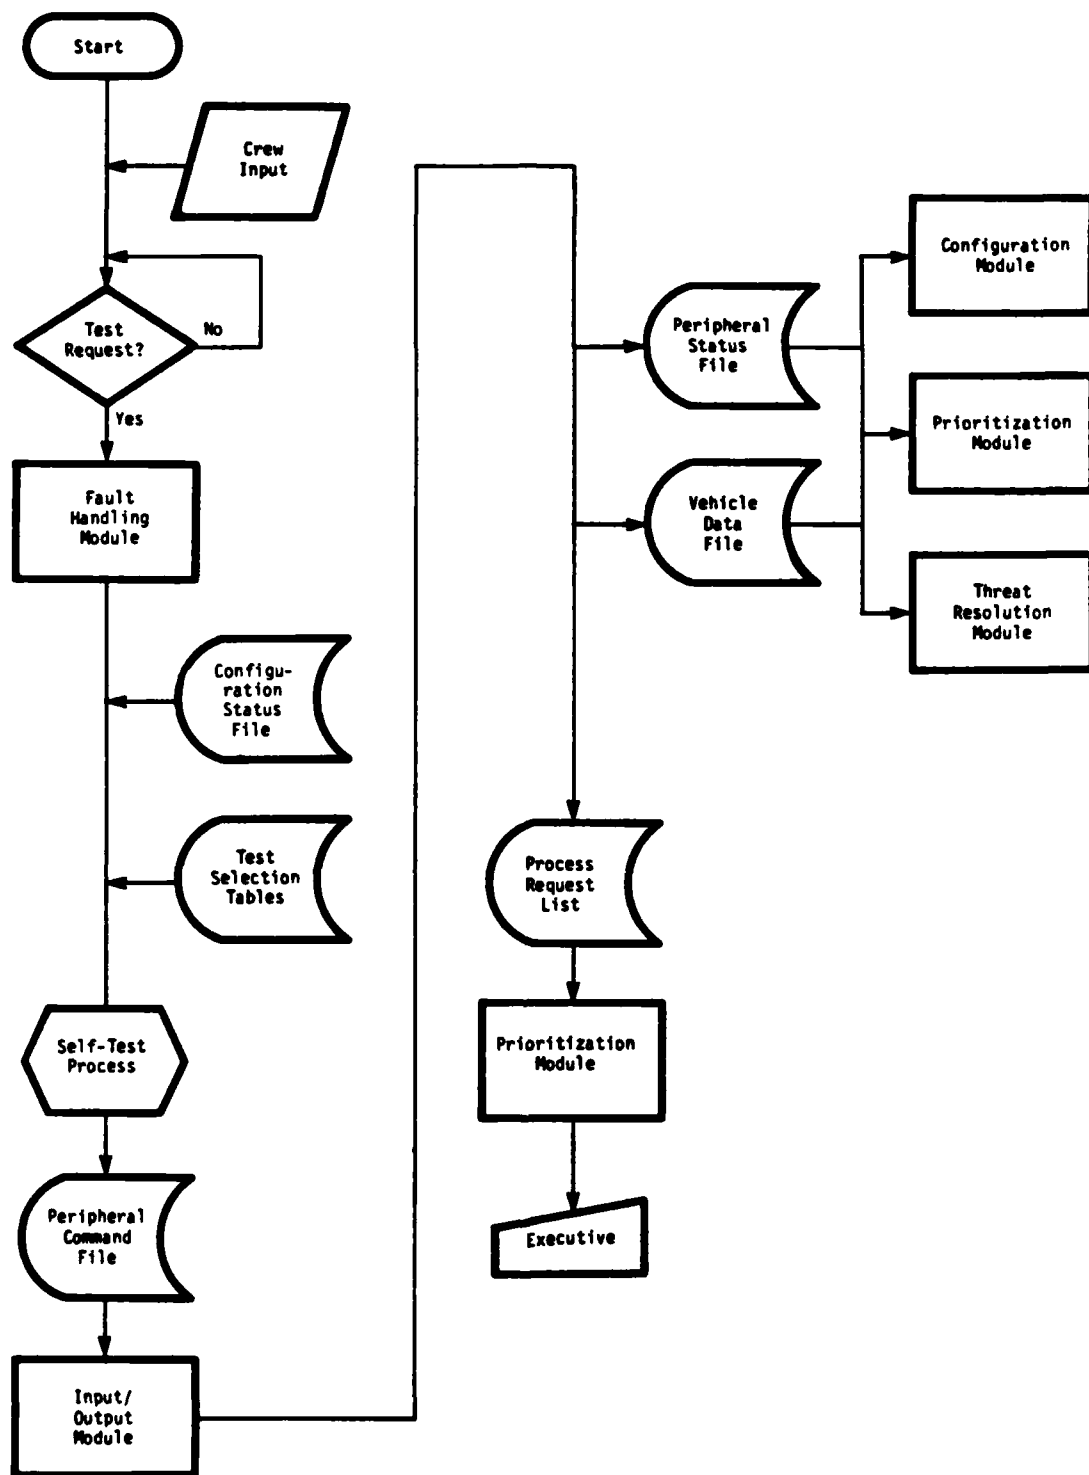 Start
Crew
Input
Test
Request?
No
Yes
Fault
Handling
Module
Configu-
ration
Status
File
Test
Selection
Tables
Self-Test
Process
Peripheral
Command
File
Input/
Output
Module
Peripheral
Status
File
Vehicle
Data
File
Configuration
Module
Prioritization
Module
Threat
Resolution
Module
Process
Request
List
Prioritization
Module
Executive